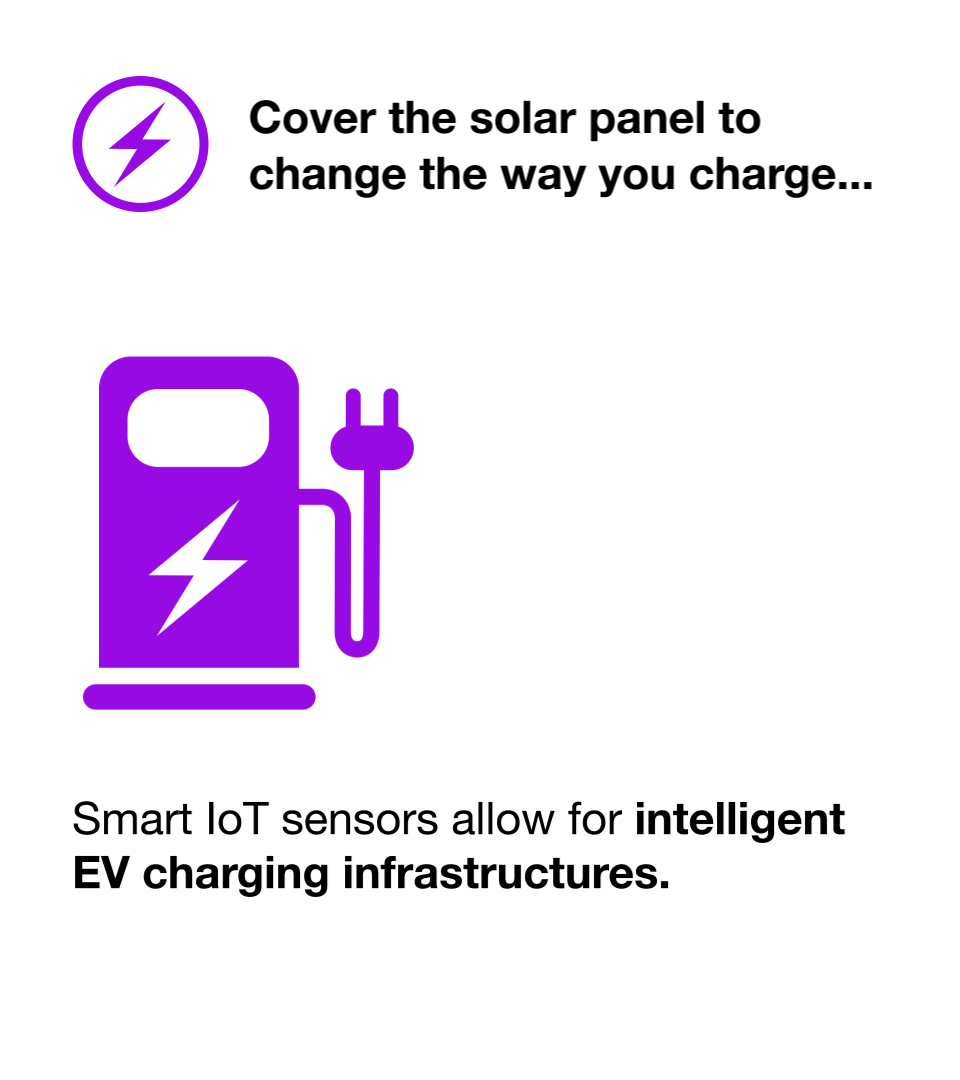 Cover the solar panel to
change the way you charge...
Smart IoT sensors allow for intelligent
EV charging infrastructures.